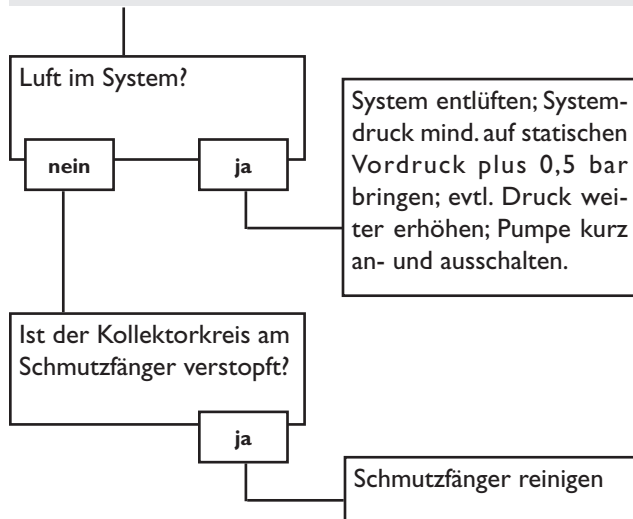 Luft im System?
nein
ja
System entlüften; System-
druck mind. auf statischen
Vordruck plus 0,5 bar
bringen; evtl. Druck wei-
ter erhöhen; Pumpe kurz
an- und ausschalten.
Ist der Kollektorkreis am
Schmutzfänger verstopft?
ja
Schmutzfänger reinigen